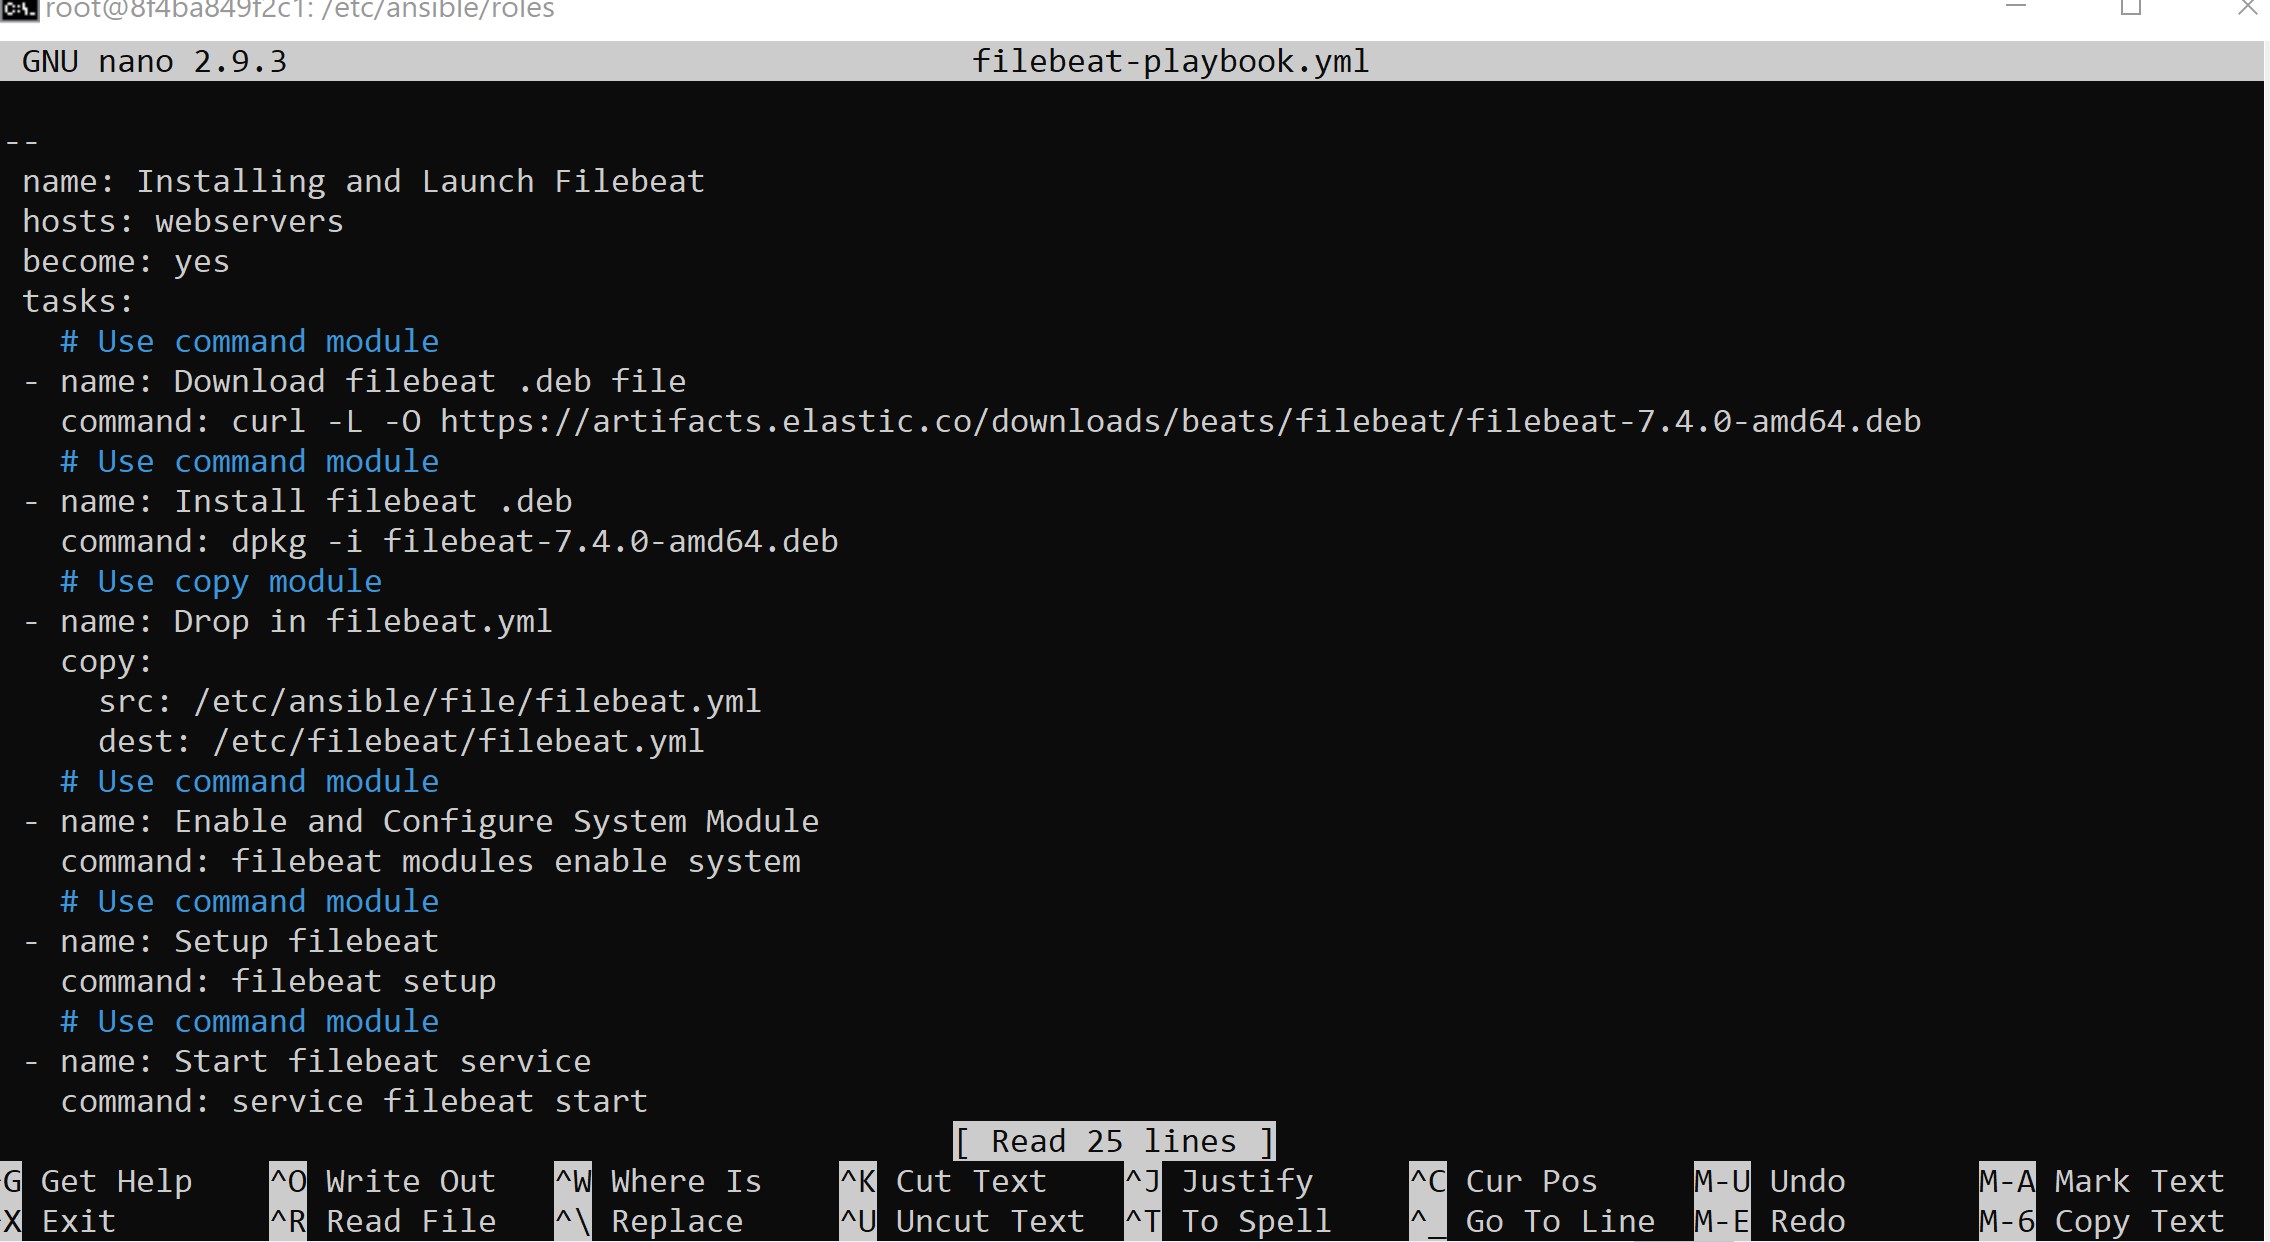 root@8f4ba849f2c1: /etc/ansible/roles
GNU nano 2.9.3 filebeat-playbook.yml
--
name: Installing and Launch Filebeat
hosts: webservers
become: yes
tasks:
# Use command module
- name: Download filebeat .deb file
command: curl -L -O https://artifacts.elastic.co/downloads/beats/filebeat/filebeat-7.4.0-amd64.deb
# Use command module
- name: Install filebeat .deb
command: dpkg -i filebeat-7.4.0-amd64.deb
# Use copy module
- name: Drop in filebeat.yml
copy:
src: /etc/ansible/file/filebeat.yml
dest: /etc/filebeat/filebeat.yml
# Use command module
- name: Enable and Configure System Module
command: filebeat modules enable system
# Use command module
- name: Setup filebeat
command: filebeat setup
# Use command module
- name: Start filebeat service
command: service filebeat start
[ Read 25 lines ]
G Get Help ^O Write Out ^W Where Is ^K Cut Text ^J Justify ^C Cur Pos M-U Undo M-A Mark Text
X Exit ^R Read File ^\ Replace ^U Uncut Text ^T To Spell ^_ Go To Line M-E Redo M-6 Copy Text